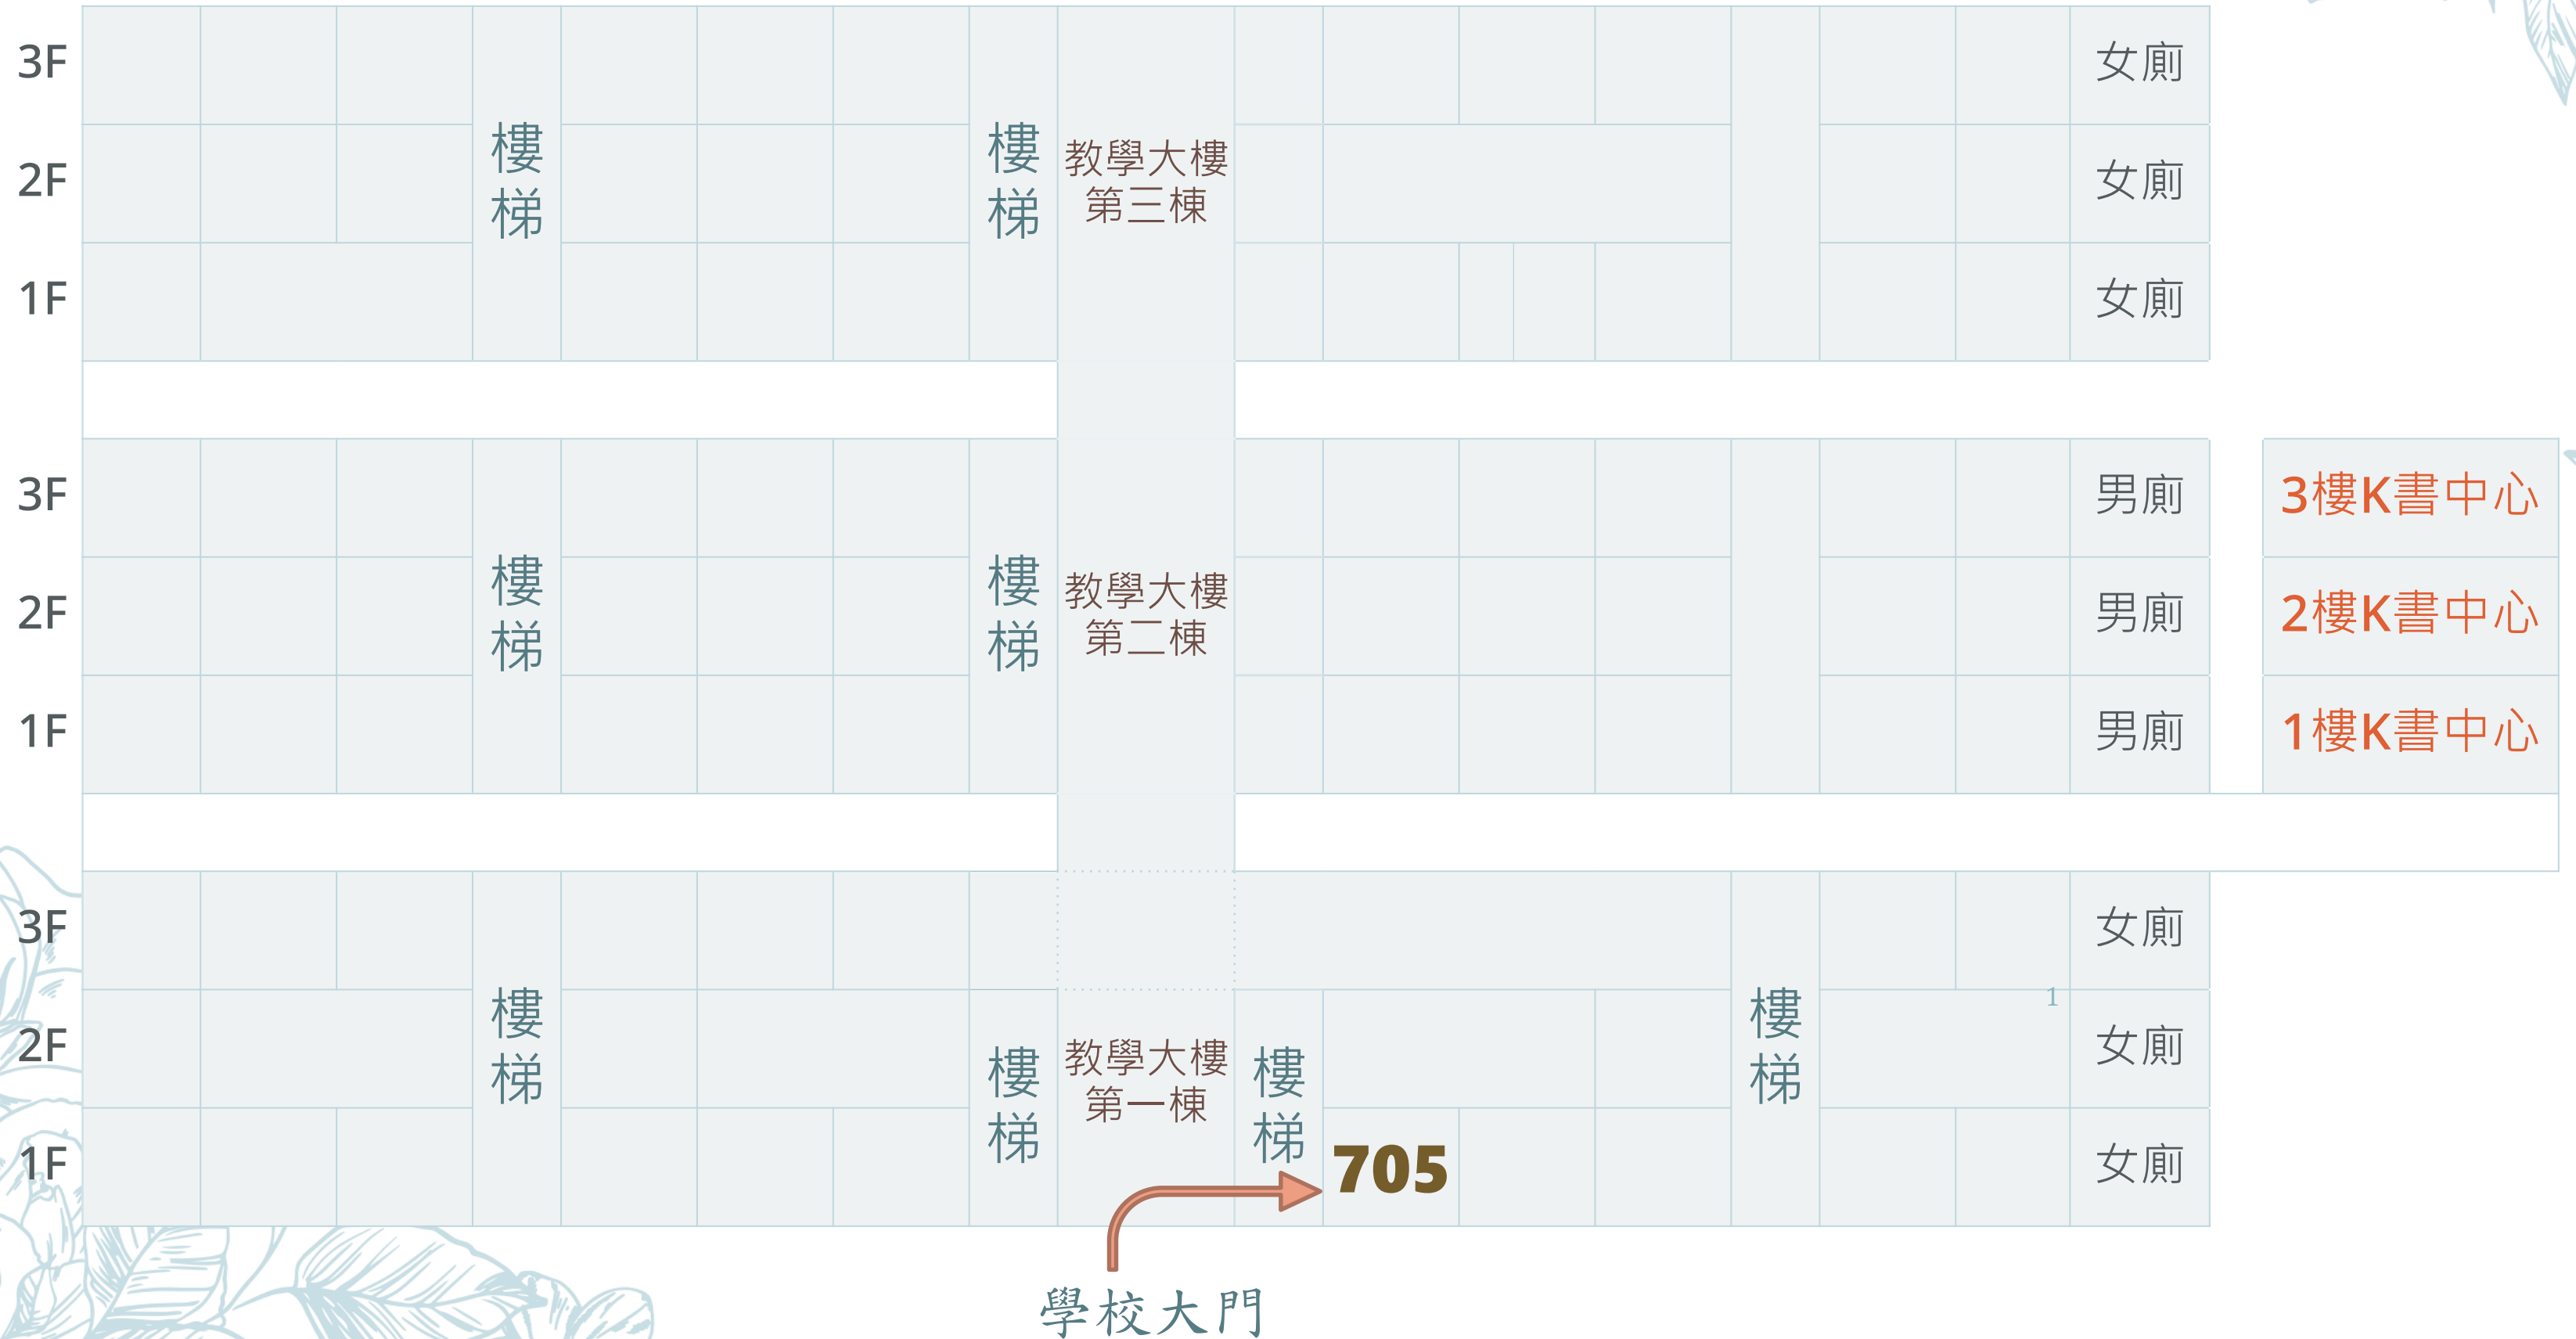 3F
女廁
2F
樓梯
樓梯
教學大樓
第三棟
女廁
1F
女廁
3F
男廁
3樓K書中心
2F
樓梯
樓梯
教學大樓
第二棟
男廁
2樓K書中心
1F
男廁
1樓K書中心
3F
女廁
2F
樓梯
樓梯
教學大樓
第一棟
樓梯
樓梯
1
女廁
1F
705
女廁
學校大門